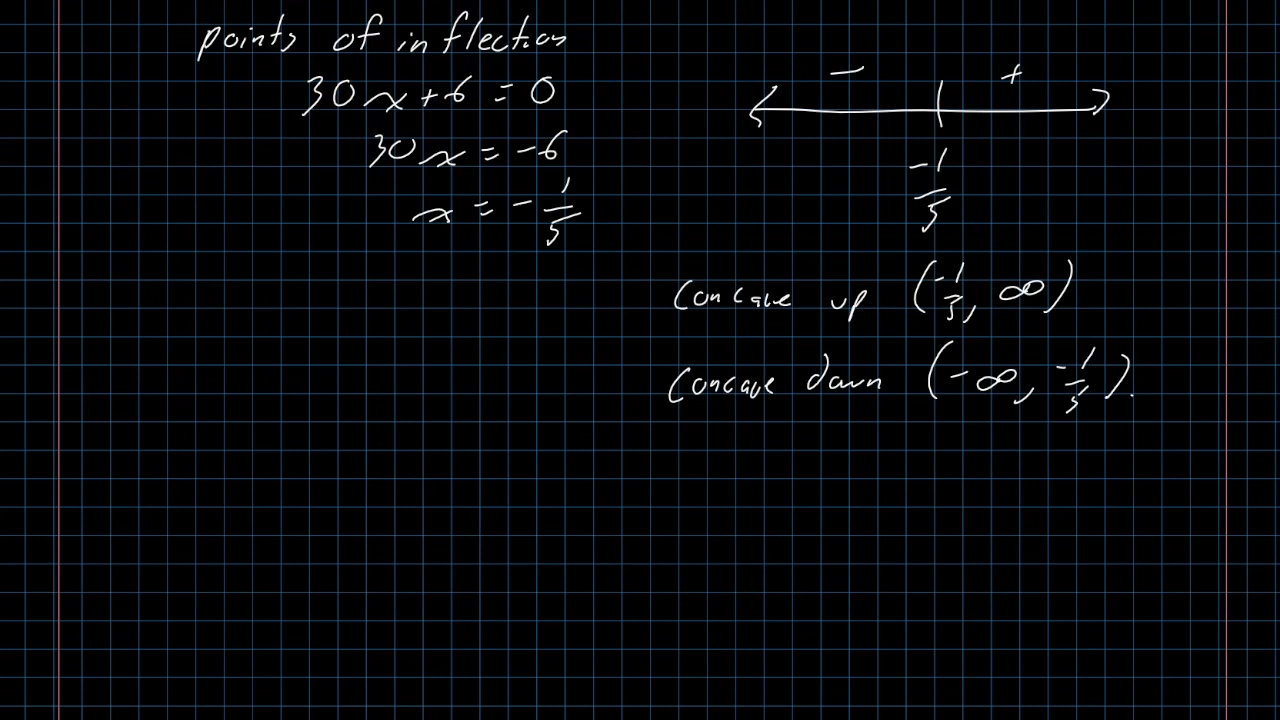 points of inflection
30x + 6 = 0
30x = -6
x = - 1/5
- +
-1/5
Concave up (-1/5, ∞)
Concave down (-∞, -1/5).